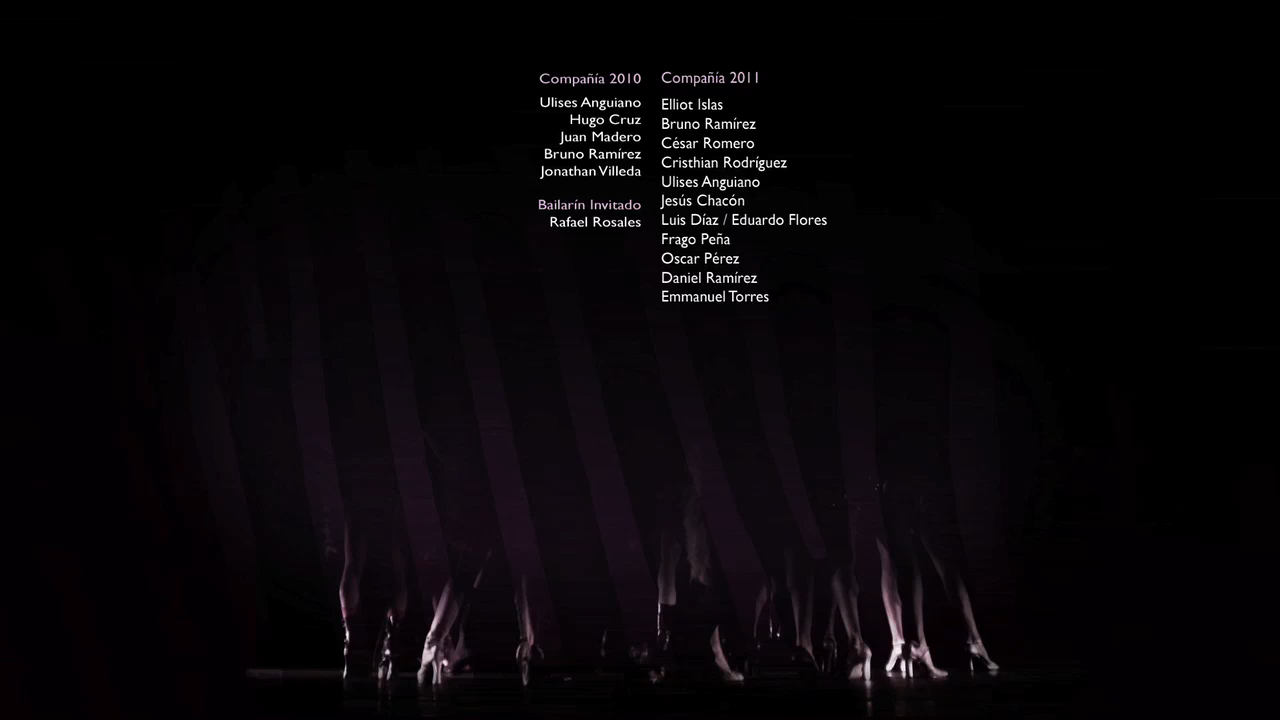 Compañía 2010
Ulises Anguiano
Hugo Cruz
Juan Madero
Bruno Ramírez
Jonathan Villeda
Bailarín Invitado
Rafael Rosales
Compañía 2011
Elliot Islas
Bruno Ramírez
César Romero
Cristhian Rodríguez
Ulises Anguiano
Jesús Chacón
Luis Díaz / Eduardo Flores
Frago Peña
Oscar Pérez
Daniel Ramírez
Emmanuel Torres